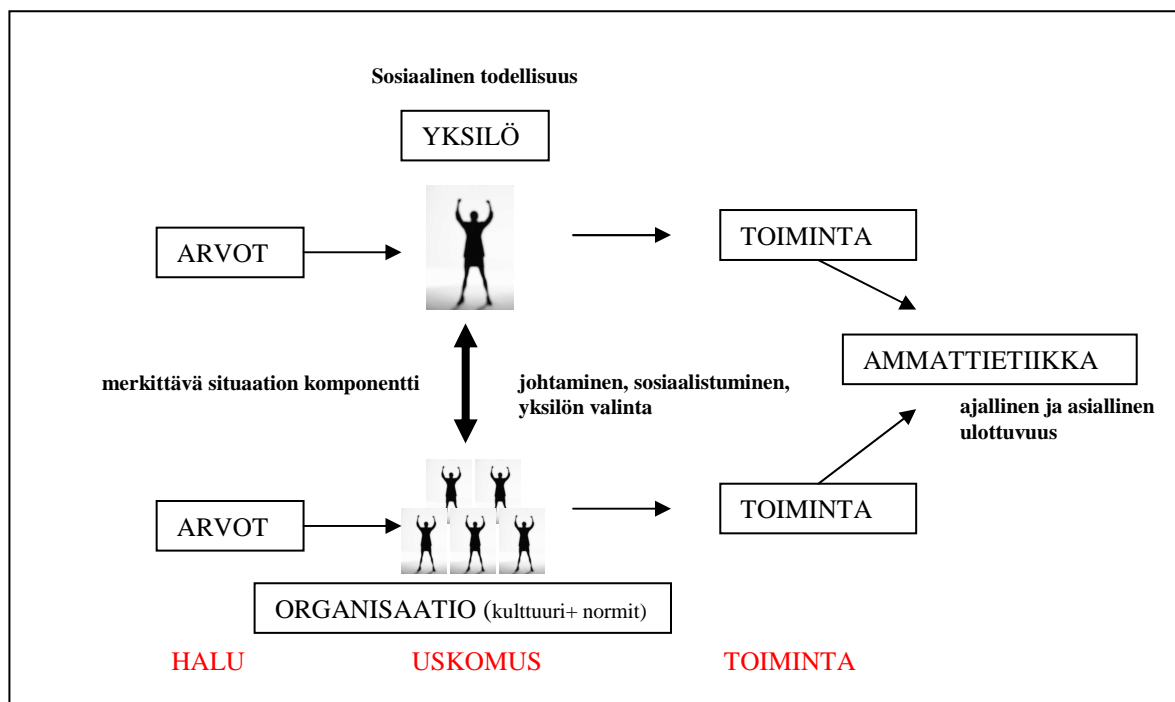 Sosiaalinen todellisuus
YKSILÖ
ARVOT
TOIMINTA
AMMATTIETIIKKA
ajallinen ja asiallinen
ulottuvuus
merkittävä situaation komponentti
johtaminen, sosiaalistuminen,
yksilön valinta
ARVOT
TOIMINTA
ORGANISAATIO (kulttuuri+ normit)
HALU
USKOMUS
TOIMINTA